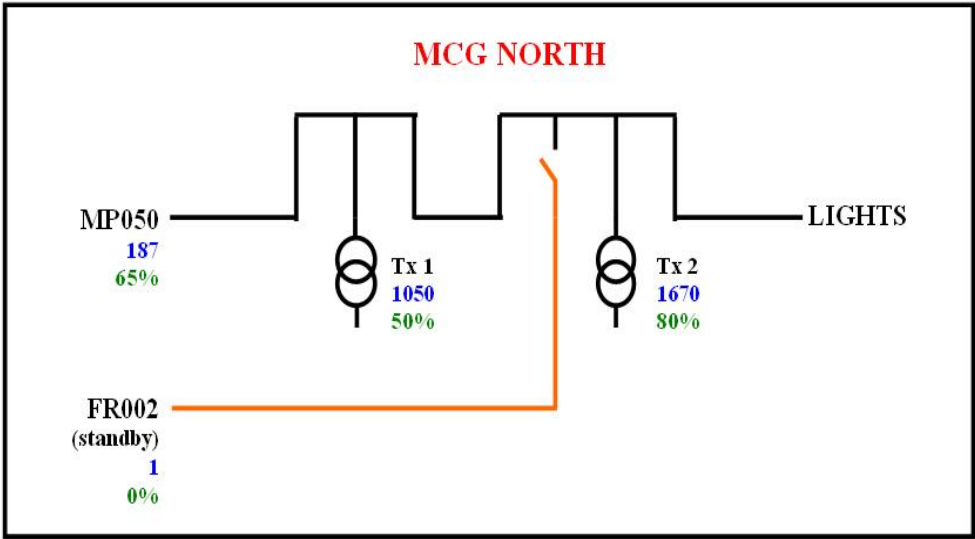 MCG NORTH
MP050
187
65%
LIGHTS
Tx 1
1050
50%
Tx 2
1670
80%
FR002
(standby)
1
0%